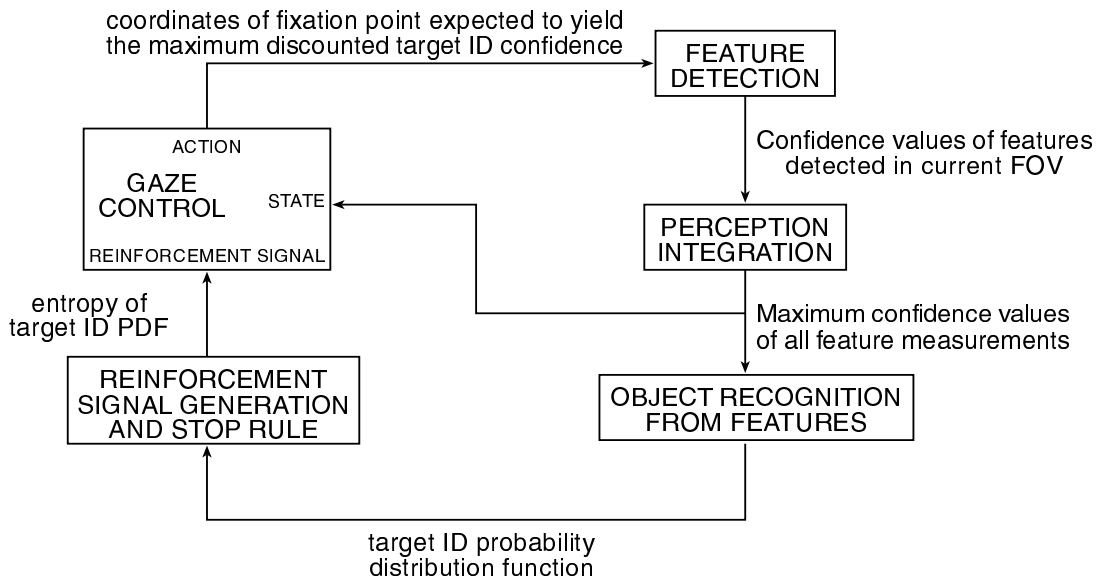 coordinates of fixation point expected to yield
the maximum discounted target ID confidence
FEATURE
DETECTION
ACTION
GAZE
CONTROL
STATE
REINFORCEMENT SIGNAL
Confidence values of features
detected in current FOV
PERCEPTION
INTEGRATION
entropy of
target ID PDF
Maximum confidence values
of all feature measurements
REINFORCEMENT
SIGNAL GENERATION
AND STOP RULE
OBJECT RECOGNITION
FROM FEATURES
target ID probability
distribution function